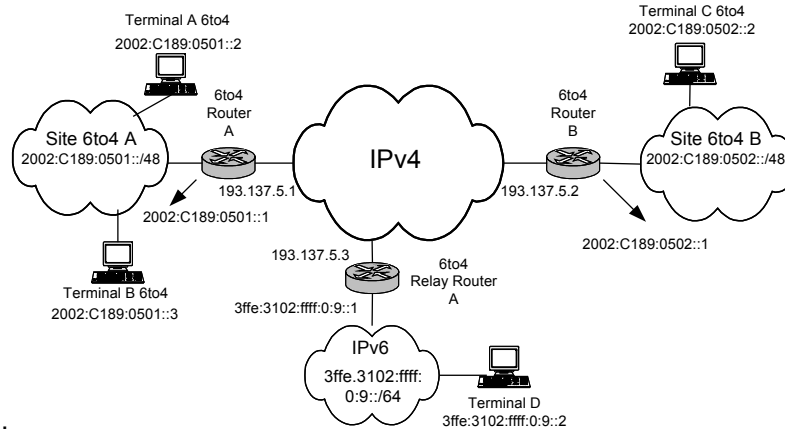 Terminal A 6to4
2002:C189:0501::2
Terminal C 6to4
2002:C189:0502::2
6to4
Router
A
6to4
Router
B
Site 6to4 A
2002:C189:0501::/48
IPv4
Site 6to4 B
2002:C189:0502::/48
193.137.5.1
193.137.5.2
2002:C189:0501::1
2002:C189:0502::1
193.137.5.3
6to4
Relay Router
A
Terminal B 6to4
2002:C189:0501::3
3ffe:3102:ffff:0:9::1
IPv6
3ffe.3102:ffff:
0:9::/64
Terminal D
3ffe:3102:ffff:0:9::2
.